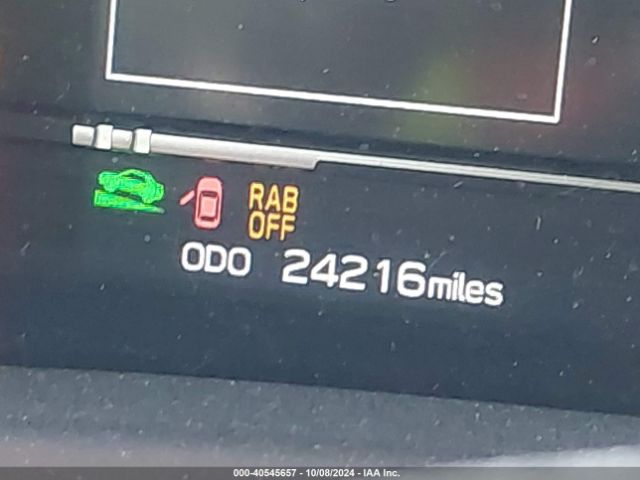 RAB
OFF
ODO 24216miles
000-40545657 - 10/08/2024 - IAA Inc.